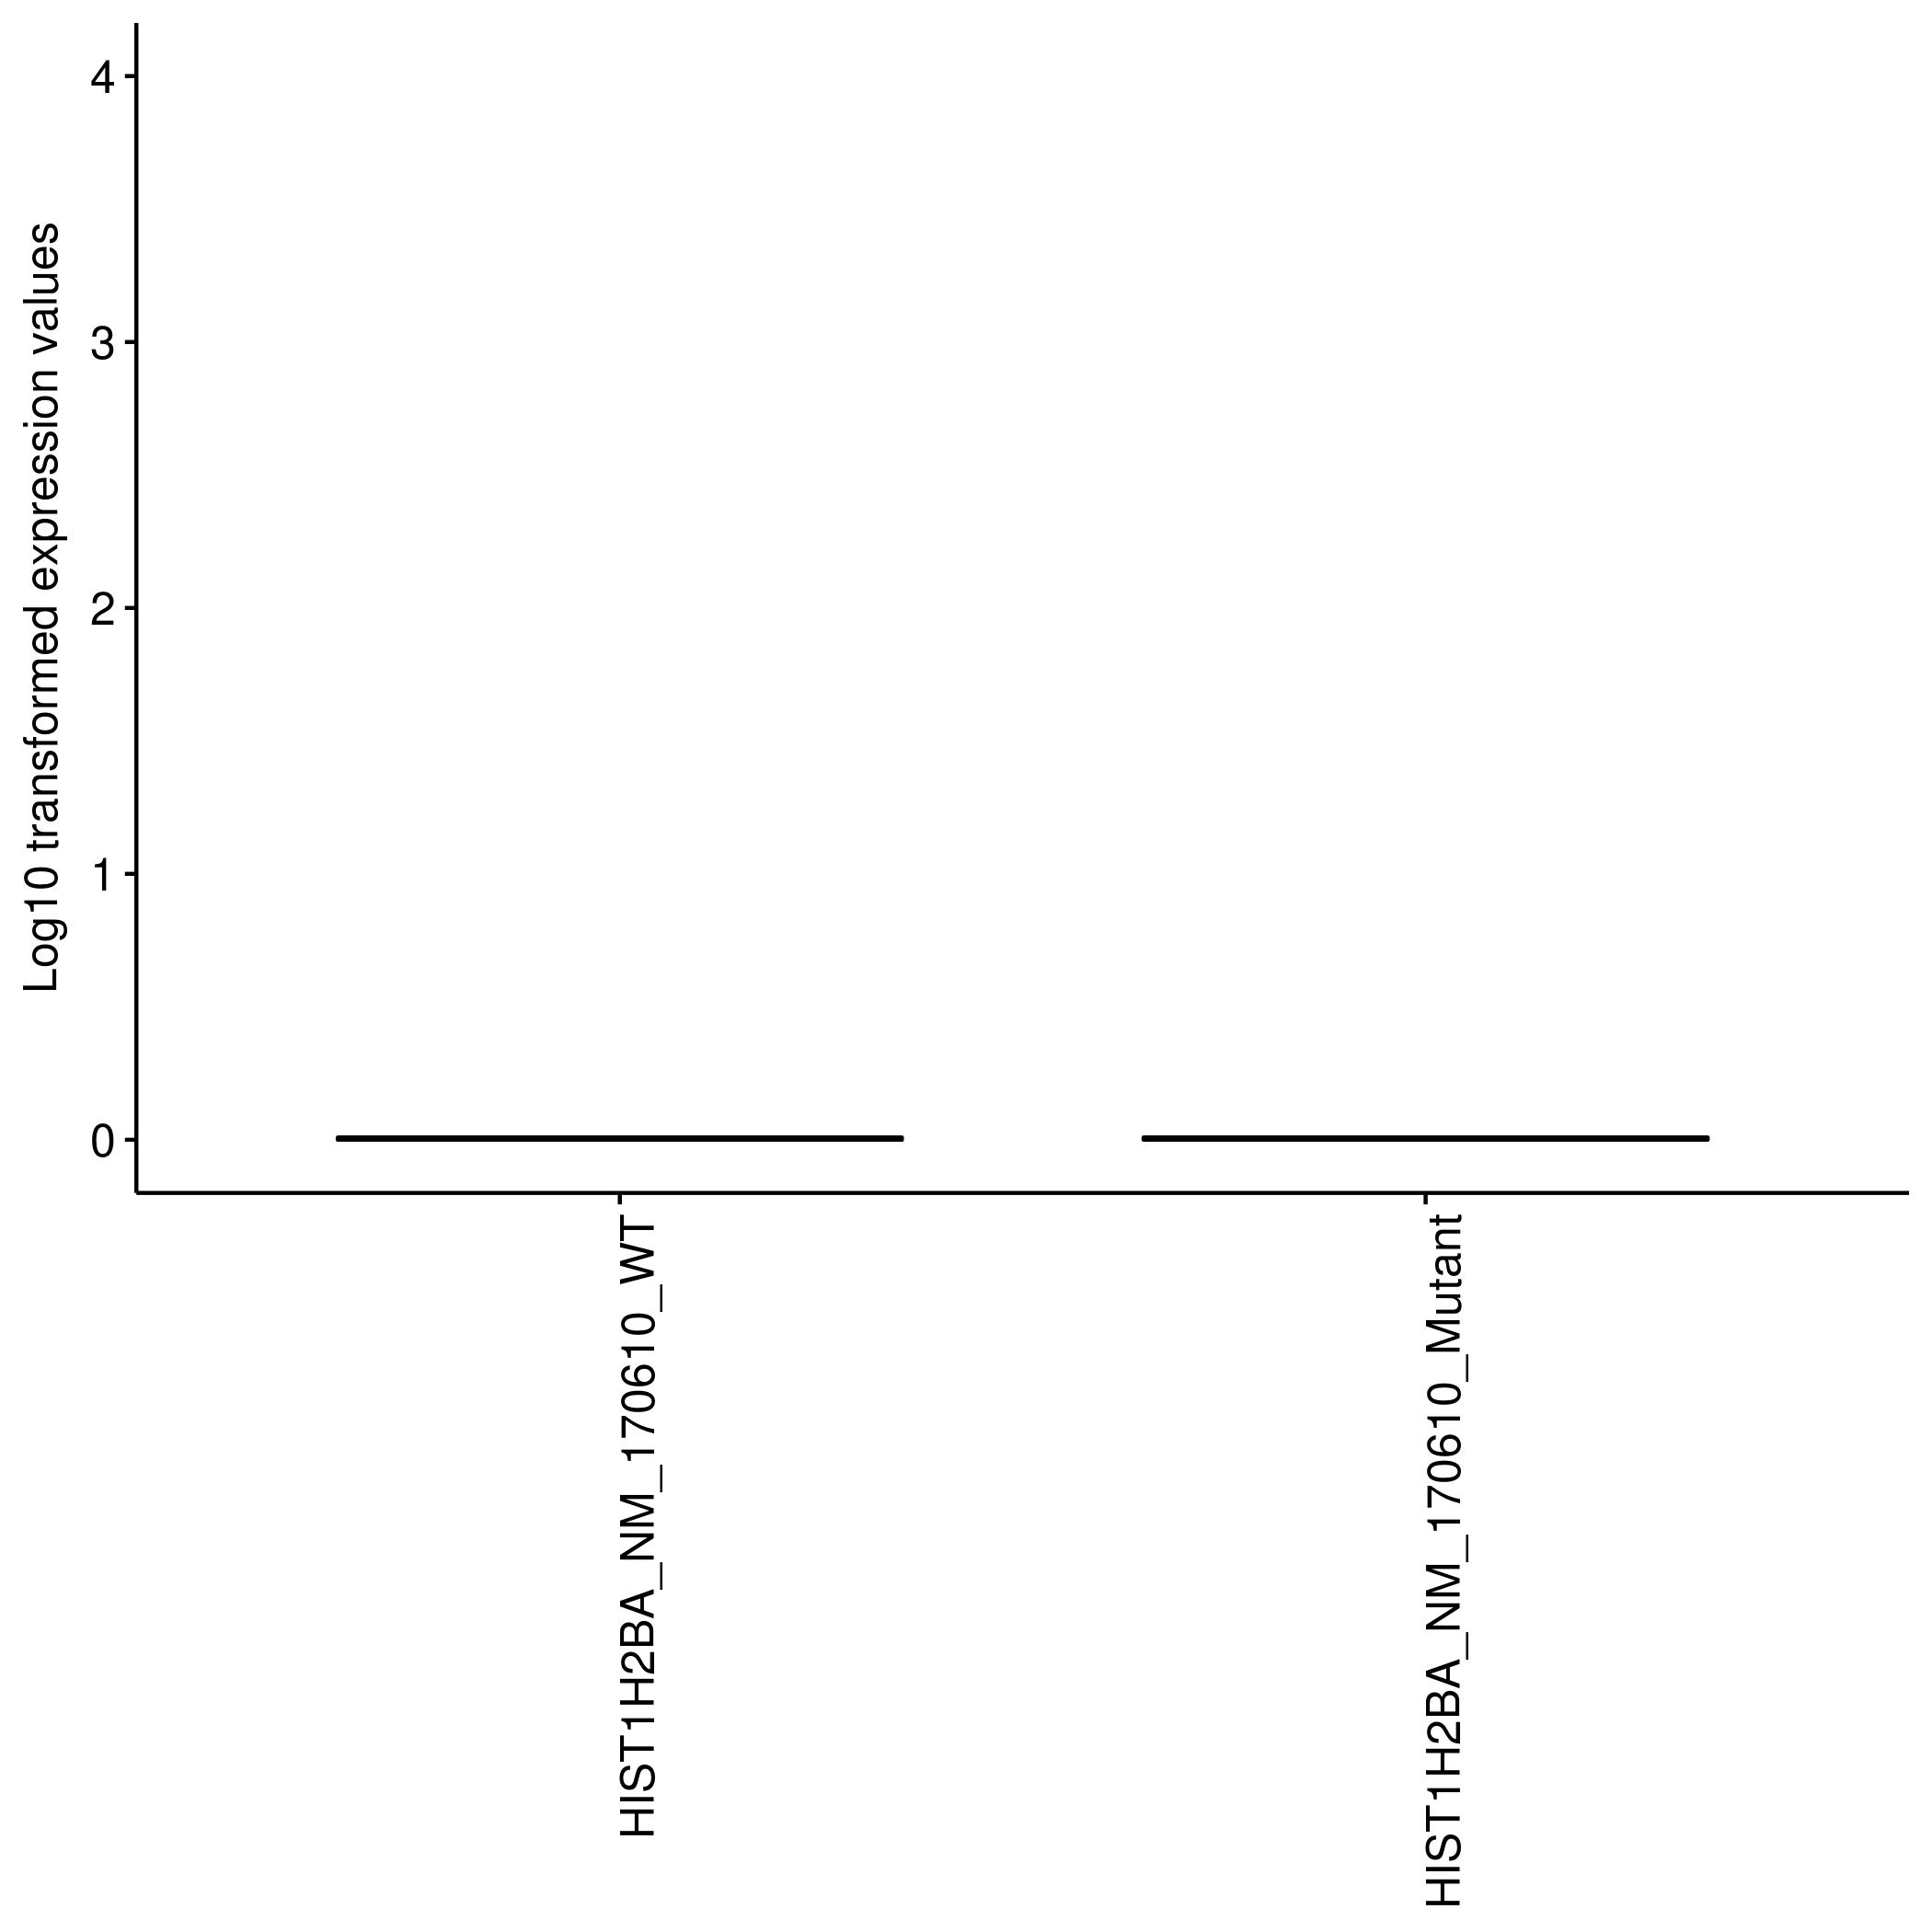 Log10 transformed expression values
4
3
2
1
0
HIST1H2BA_NM_170610_WT
HIST1H2BA_NM_170610_Mutant